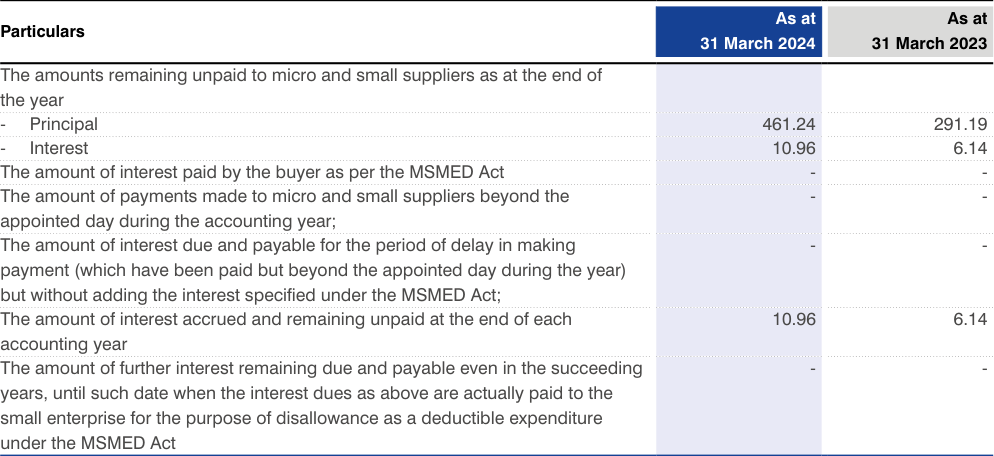 Particulars
As at
31 March 2024
As at
31 March 2023
The amounts remaining unpaid to micro and small suppliers as at the end of
the year
- Principal 461.24 291.19
- Interest 10.96 6.14
The amount of interest paid by the buyer as per the MSMED Act - -
The amount of payments made to micro and small suppliers beyond the - -
appointed day during the accounting year;
The amount of interest due and payable for the period of delay in making - -
payment (which have been paid but beyond the appointed day during the year)
but without adding the interest specified under the MSMED Act;
The amount of interest accrued and remaining unpaid at the end of each 10.96 6.14
accounting year
The amount of further interest remaining due and payable even in the succeeding - -
years, until such date when the interest dues as above are actually paid to the
small enterprise for the purpose of disallowance as a deductible expenditure
under the MSMED Act